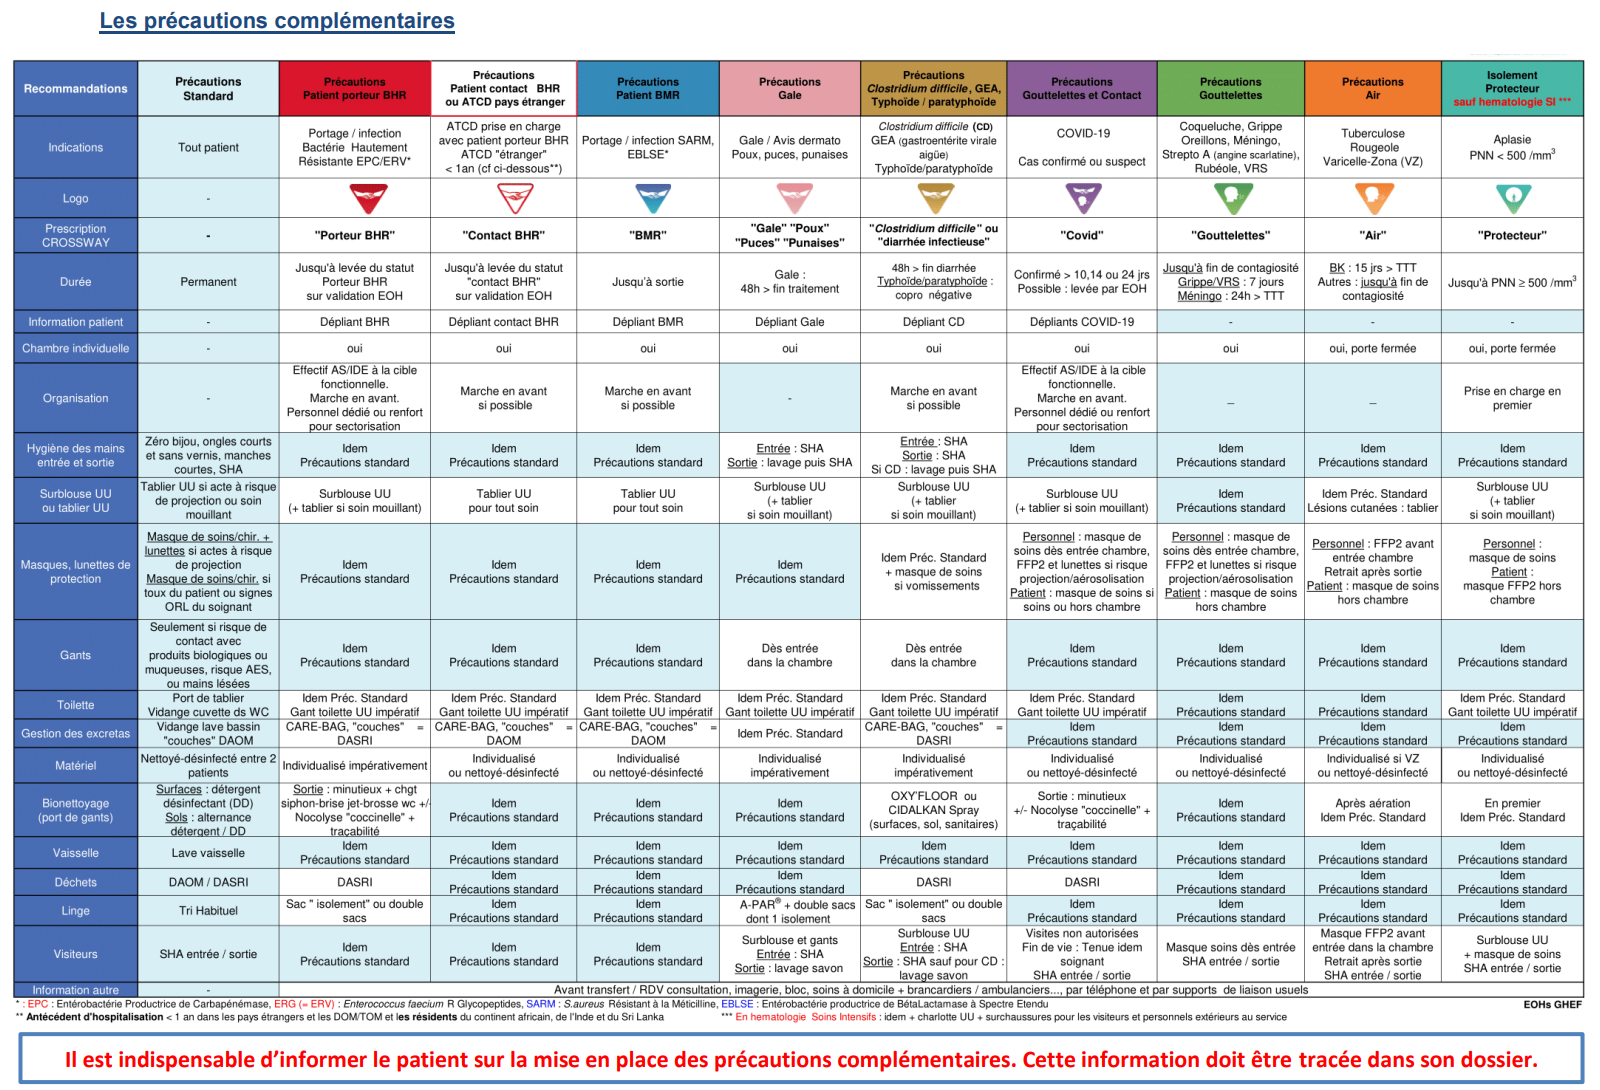 Les précautions complémentaires
Recommandations
Précautions
Standard
Précautions
Patient porteur BHR
Précautions
Patient contact BHR
ou ATCD pays étranger
Précautions
Patient BMR
Précautions
Gale
Précautions
Clostridium difficile, GEA,
Typhoïde / paratyphoïde
Précautions
Gouttelettes et Contact
Précautions
Gouttelettes
Précautions
Air
Isolement
Protecteur
sauf hematologie SI ***
Indications
Tout patient
Portage / infection
Bactérie Hautement
Résistante EPC/ERV*
ATCD prise en charge
avec patient porteur BHR
ATCD "étranger"
< 1an (cf ci-dessous**)
Portage / infection SARM,
EBLSE*
Gale / Avis dermato
Poux, puces, punaises
Clostridium difficile (CD)
GEA (gastroentérite virale
aigüe)
Typhoïde/paratyphoïde
COVID-19
Cas confirmé ou suspect
Coqueluche, Grippe
Oreillons, Méningo,
Strepto A (angine scarlatine),
Rubéole, VRS
Tuberculose
Rougeole
Varicelle-Zona (VZ)
Aplasie
PNN < 500 /mm³
Logo
-
Prescription
CROSSWAY
-
"Porteur BHR"
"Contact BHR"
"BMR"
"Gale" "Poux"
"Puces" "Punaises"
"Clostridium difficile" ou
"diarrhée infectieuse"
"Covid"
"Gouttelettes"
"Air"
"Protecteur"
Durée
Permanent
Jusqu'à levée du statut
Porteur BHR
sur validation EOH
Jusqu'à levée du statut
"contact BHR"
sur validation EOH
Jusqu'à sortie
Gale :
48h > fin traitement
48h > fin diarrhée
Typhoïde/paratyphoïde :
copro négative
Confirmé > 10,14 ou 24 jrs
Possible : levée par EOH
Jusqu'à fin de contagiosité
Grippe/VRS : 7 jours
Méningo : 24h > TTT
BK : 15 jrs > TTT
Autres : jusqu'à fin de
contagiosité
Jusqu'à PNN ≥ 500 /mm³
Information patient
-
Dépliant BHR
Dépliant contact BHR
Dépliant BMR
Dépliant Gale
Dépliant CD
Dépliants COVID-19
-
-
-
Chambre individuelle
-
oui
oui
oui
oui
oui
oui
oui
oui, porte fermée
oui, porte fermée
Organisation
-
Effectif AS/IDE à la cible
fonctionnelle.
Marche en avant.
Personnel dédié ou renfort
pour sectorisation
Marche en avant
si possible
Marche en avant
si possible
-
Marche en avant
si possible
Effectif AS/IDE à la cible
fonctionnelle.
Marche en avant.
Personnel dédié ou renfort
pour sectorisation
–
–
Prise en charge en
premier
Hygiène des mains
entrée et sortie
Zéro bijou, ongles courts
et sans vernis, manches
courtes, SHA
Idem
Précautions standard
Idem
Précautions standard
Idem
Précautions standard
Entrée : SHA
Sortie : lavage puis SHA
Entrée : SHA
Sortie : SHA
Si CD : lavage puis SHA
Idem
Précautions standard
Idem
Précautions standard
Idem
Précautions standard
Idem
Précautions standard
Surblouse UU
ou tablier UU
Tablier UU si acte à risque
de projection ou soin
mouillant
Surblouse UU
(+ tablier si soin mouillant)
Tablier UU
pour tout soin
Tablier UU
pour tout soin
Surblouse UU
(+ tablier
si soin mouillant)
Surblouse UU
(+ tablier
si soin mouillant)
Surblouse UU
(+ tablier si soin mouillant)
Idem
Précautions standard
Idem Préc. Standard
Lésions cutanées : tablier
Surblouse UU
(+ tablier
si soin mouillant)
Masques, lunettes de
protection
Masque de soins/chir. +
lunettes si actes à risque
de projection
Masque de soins/chir. si
toux du patient ou signes
ORL du soignant
Idem
Précautions standard
Idem
Précautions standard
Idem
Précautions standard
Idem
Précautions standard
Idem Préc. Standard
+ masque de soins
si vomissements
Personnel : masque de
soins dès entrée chambre,
FFP2 et lunettes si risque
projection/aérosolisation
Patient : masque de soins si
soins ou hors chambre
Personnel : masque de
soins dès entrée chambre,
FFP2 et lunettes si risque
projection/aérosolisation
Patient : masque de soins
hors chambre
Personnel : FFP2 avant
entrée chambre
Retrait après sortie
Patient : masque de soins
hors chambre
Personnel :
masque de soins
Patient :
masque FFP2 hors
chambre
Gants
Seulement si risque de
contact avec
produits biologiques ou
muqueuses, risque AES,
ou mains lésées
Idem
Précautions standard
Idem
Précautions standard
Idem
Précautions standard
Dès entrée
dans la chambre
Dès entrée
dans la chambre
Idem
Précautions standard
Idem
Précautions standard
Idem
Précautions standard
Idem
Précautions standard
Toilette
Port de tablier
Vidange cuvette ds WC
Idem Préc. Standard
Gant toilette UU impératif
Idem Préc. Standard
Gant toilette UU impératif
Idem Préc. Standard
Gant toilette UU impératif
Idem Préc. Standard
Gant toilette UU impératif
Idem Préc. Standard
Gant toilette UU impératif
Idem Préc. Standard
Gant toilette UU impératif
Idem
Précautions standard
Idem
Précautions standard
Idem Préc. Standard
Gant toilette UU impératif
Gestion des excretas
Vidange lave bassin
"couches" DAOM
CARE-BAG, "couches" =
DASRI
CARE-BAG, "couches" =
DAOM
CARE-BAG, "couches" =
DAOM
Idem Préc. Standard
CARE-BAG, "couches" =
DASRI
Idem
Précautions standard
Idem
Précautions standard
Idem
Précautions standard
Idem
Précautions standard
Matériel
Nettoyé-désinfecté entre 2
patients
Individualisé impérativement
Individualisé
ou nettoyé-désinfecté
Individualisé
ou nettoyé-désinfecté
Individualisé
impérativement
Individualisé
impérativement
Individualisé
ou nettoyé-désinfecté
Individualisé
ou nettoyé-désinfecté
Individualisé si VZ
ou nettoyé-désinfecté
Individualisé
ou nettoyé-désinfecté
Bionettoyage
(port de gants)
Surfaces : détergent
désinfectant (DD)
Sols : alternance
détergent / DD
Sortie : minutieux + chgt
siphon-brise jet-brosse wc +/-
Nocolyse "coccinelle" +
traçabilité
Idem
Précautions standard
Idem
Précautions standard
Idem
Précautions standard
OXY'FLOOR ou
CIDALKAN Spray
(surfaces, sol, sanitaires)
Sortie : minutieux
+/- Nocolyse "coccinelle" +
traçabilité
Idem
Précautions standard
Après aération
Idem Préc. Standard
En premier
Idem Préc. Standard
Vaisselle
Lave vaisselle
Idem
Précautions standard
Idem
Précautions standard
Idem
Précautions standard
Idem
Précautions standard
Idem
Précautions standard
Idem
Précautions standard
Idem
Précautions standard
Idem
Précautions standard
Idem
Précautions standard
Déchets
DAOM / DASRI
DASRI
Idem
Précautions standard
Idem
Précautions standard
Idem
Précautions standard
DASRI
DASRI
Idem
Précautions standard
Idem
Précautions standard
Idem
Précautions standard
Linge
Tri Habituel
Sac " isolement" ou double
sacs
Idem
Précautions standard
Idem
Précautions standard
A-PAR® + double sacs
dont 1 isolement
Sac " isolement" ou double
sacs
Idem
Précautions standard
Idem
Précautions standard
Idem
Précautions standard
Idem
Précautions standard
Visiteurs
SHA entrée / sortie
Idem
Précautions standard
Idem
Précautions standard
Idem
Précautions standard
Surblouse et gants
Entrée : SHA
Sortie : lavage savon
Surblouse UU
Entrée : SHA
Sortie : SHA sauf pour CD :
lavage savon
Visites non autorisées
Fin de vie : Tenue idem
soignant
SHA entrée / sortie
Masque soins dès entrée
SHA entrée / sortie
Masque FFP2 avant
entrée dans la chambre
Retrait après sortie
SHA entrée / sortie
Surblouse UU
+ masque de soins
SHA entrée / sortie
Information autre
-
Avant transfert / RDV consultation, imagerie, bloc, soins à domicile + brancardiers / ambulanciers..., par téléphone et par supports de liaison usuels
* : EPC : Entérobactérie Productrice de Carbapénémase, ERG (= ERV) : Enterococcus faecium R Glycopeptides, SARM : S.aureus Résistant à la Méticilline, EBLSE : Entérobactérie productrice de BétaLactamase à Spectre Etendu
EOHs GHEF
** Antécédent d'hospitalisation < 1 an dans les pays étrangers et les DOM/TOM et les résidents du continent africain, de l'Inde et du Sri Lanka
*** En hematologie Soins Intensifs : idem + charlotte UU + surchaussures pour les visiteurs et personnels extérieurs au service
Il est indispensable d'informer le patient sur la mise en place des précautions complémentaires. Cette information doit être tracée dans son dossier.